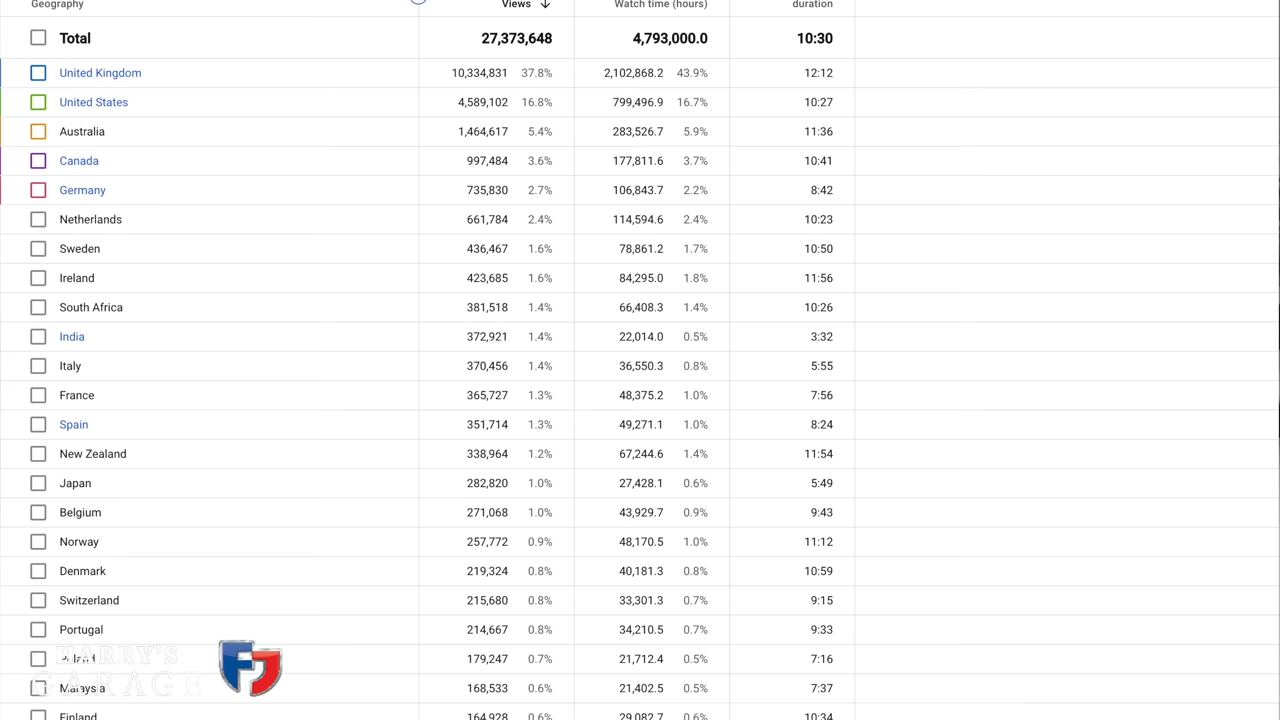 Geography Views Watch time (hours) duration
Total 27,373,648 4,793,000.0 10:30
United Kingdom 10,334,831 37.8% 2,102,868.2 43.9% 12:12
United States 4,589,102 16.8% 799,496.9 16.7% 10:27
Australia 1,464,617 5.4% 283,526.7 5.9% 11:36
Canada 997,484 3.6% 177,811.6 3.7% 10:41
Germany 735,830 2.7% 106,843.7 2.2% 8:42
Netherlands 661,784 2.4% 114,594.6 2.4% 10:23
Sweden 436,467 1.6% 78,861.2 1.7% 10:50
Ireland 423,685 1.6% 84,295.0 1.8% 11:56
South Africa 381,518 1.4% 66,408.3 1.4% 10:26
India 372,921 1.4% 22,014.0 0.5% 3:32
Italy 370,456 1.4% 36,550.3 0.8% 5:55
France 365,727 1.3% 48,375.2 1.0% 7:56
Spain 351,714 1.3% 49,271.1 1.0% 8:24
New Zealand 338,964 1.2% 67,244.6 1.4% 11:54
Japan 282,820 1.0% 27,428.1 0.6% 5:49
Belgium 271,068 1.0% 43,929.7 0.9% 9:43
Norway 257,772 0.9% 48,170.5 1.0% 11:12
Denmark 219,324 0.8% 40,181.3 0.8% 10:59
Switzerland 215,680 0.8% 33,301.3 0.7% 9:15
Portugal 214,667 0.8% 34,210.5 0.7% 9:33
Poland 179,247 0.7% 21,712.4 0.5% 7:16
HARRY'S
GARAGE
Malaysia 168,533 0.6% 21,402.5 0.5% 7:37
Finland 164,928 0.6% 29,082.7 0.6% 10:34